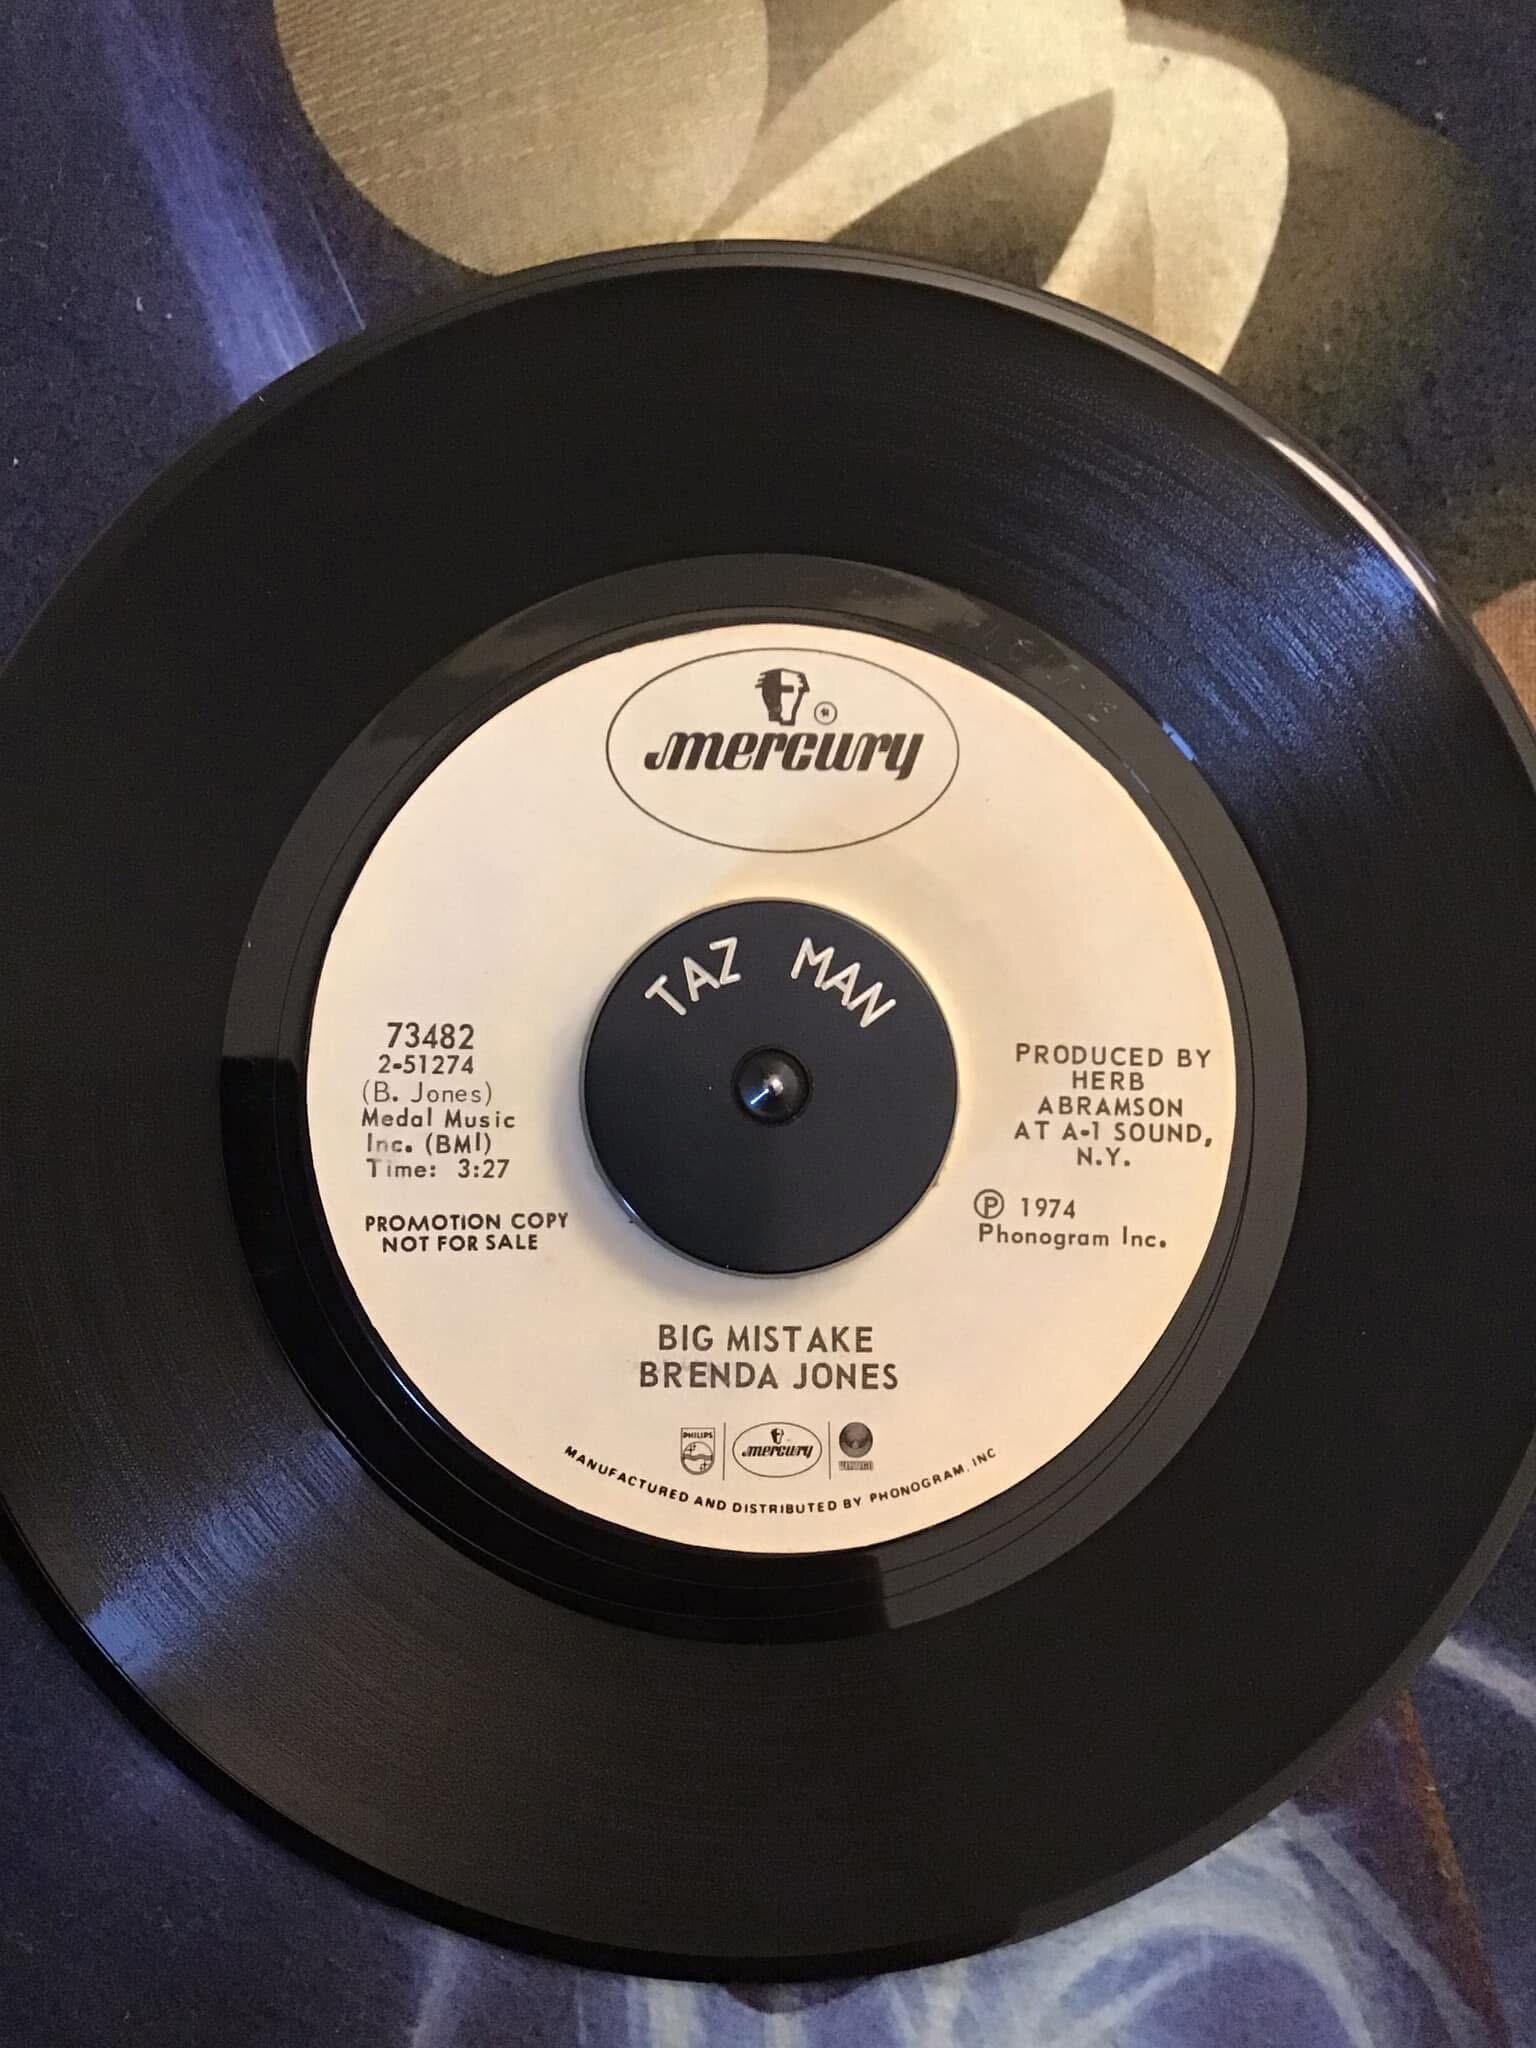 mercury
TAZ MAN
73482
2-51274
(B. Jones)
Medal Music
Inc. (BMI)
Time: 3:27
PROMOTION COPY
NOT FOR SALE
PRODUCED BY
HERB
ABRAMSON
AT A-1 SOUND,
N.Y.
℗ 1974
Phonogram Inc.
BIG MISTAKE
BRENDA JONES
PHILIPS
mercury
VERTIGO
MANUFACTURED AND DISTRIBUTED BY PHONOGRAM, INC